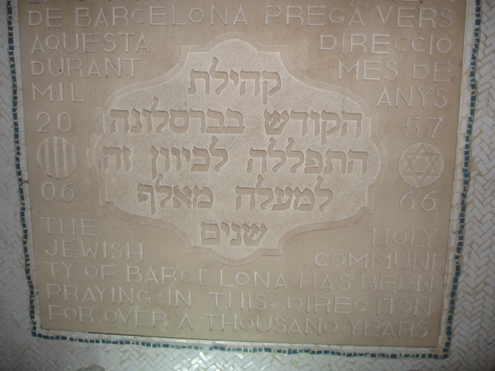 DE BARCELONA PREGA VERS
AQUESTA DIRECCIO
DURANT MES DE
MIL ANYS
קהילת
הקודש בברסלונה
התפללה לכיוון זה
למעלה מאלף
שנים
20 57
06 66
THE HOLY
JEWISH COMMUNI
TY OF BARCELONA HAS BEEN
PRAYING IN THIS DIRECTION
FOR OVER A THOUSAND YEARS